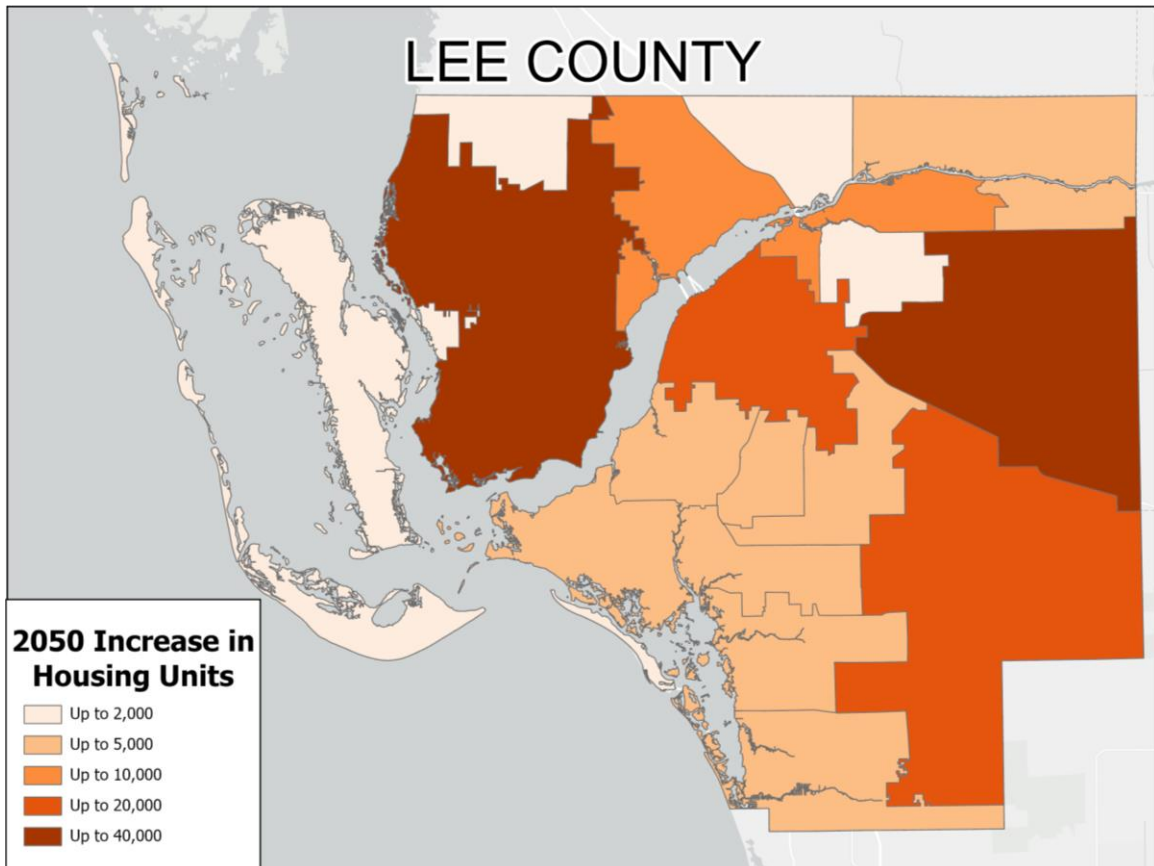 LEE COUNTY
2050 Increase in
Housing Units
Up to 2,000
Up to 5,000
Up to 10,000
Up to 20,000
Up to 40,000